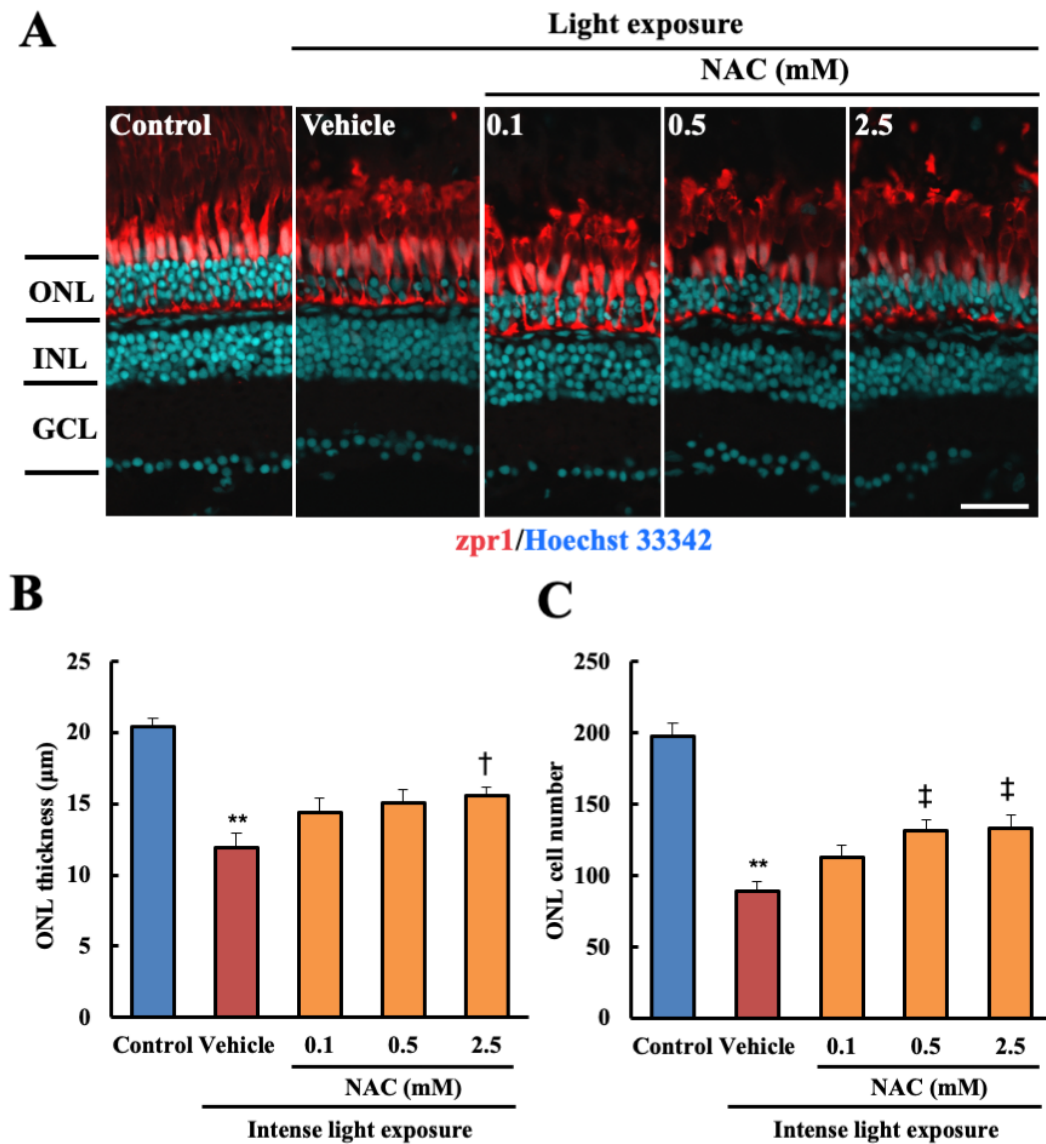 A
Light exposure
NAC (mM)
Control
Vehicle
0.1
0.5
2.5
ONL
INL
GCL
zpr1/Hoechst 33342
B
ONL thickness (μm)
25
20
15
10
5
0
**
†
Control Vehicle 0.1 0.5 2.5
NAC (mM)
Intense light exposure
C
ONL cell number
250
200
150
100
50
0
**
‡
‡
Control Vehicle 0.1 0.5 2.5
NAC (mM)
Intense light exposure